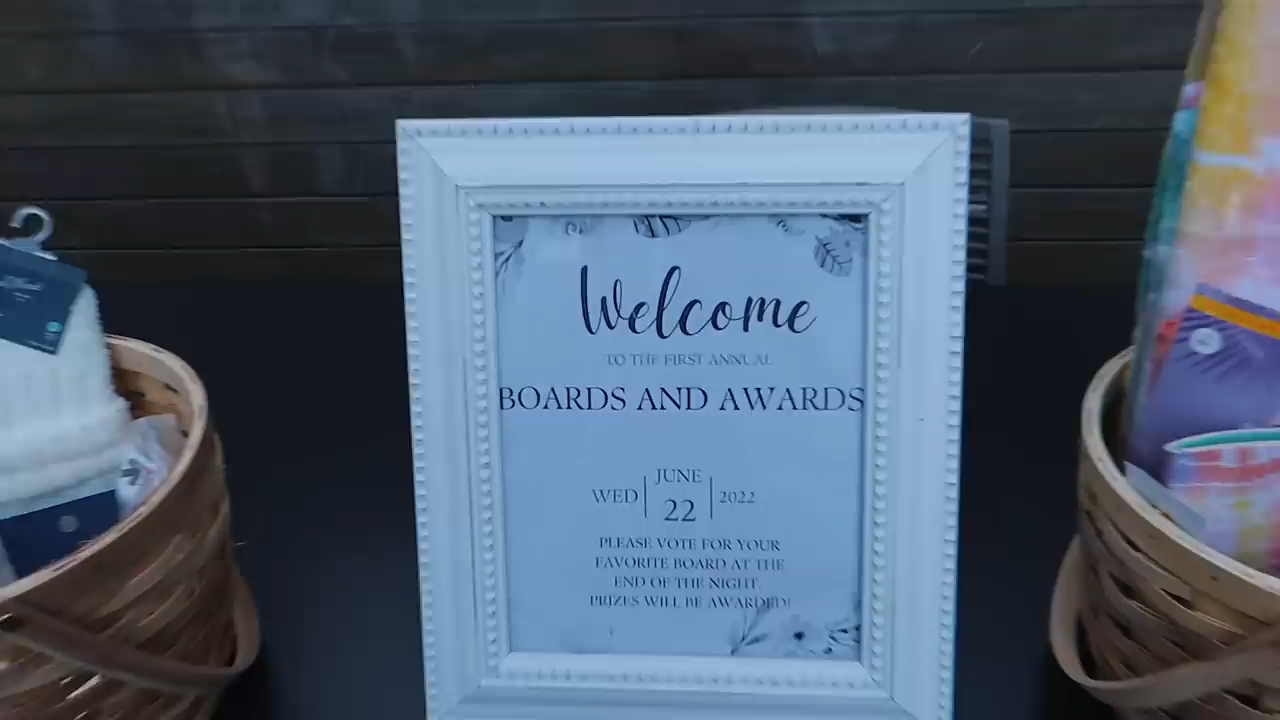 Welcome
TO THE FIRST ANNUAL
BOARDS AND AWARDS
JUNE
WED 22 2022
PLEASE VOTE FOR YOUR
FAVORITE BOARD AT THE
END OF THE NIGHT.
PRIZES WILL BE AWARDED!